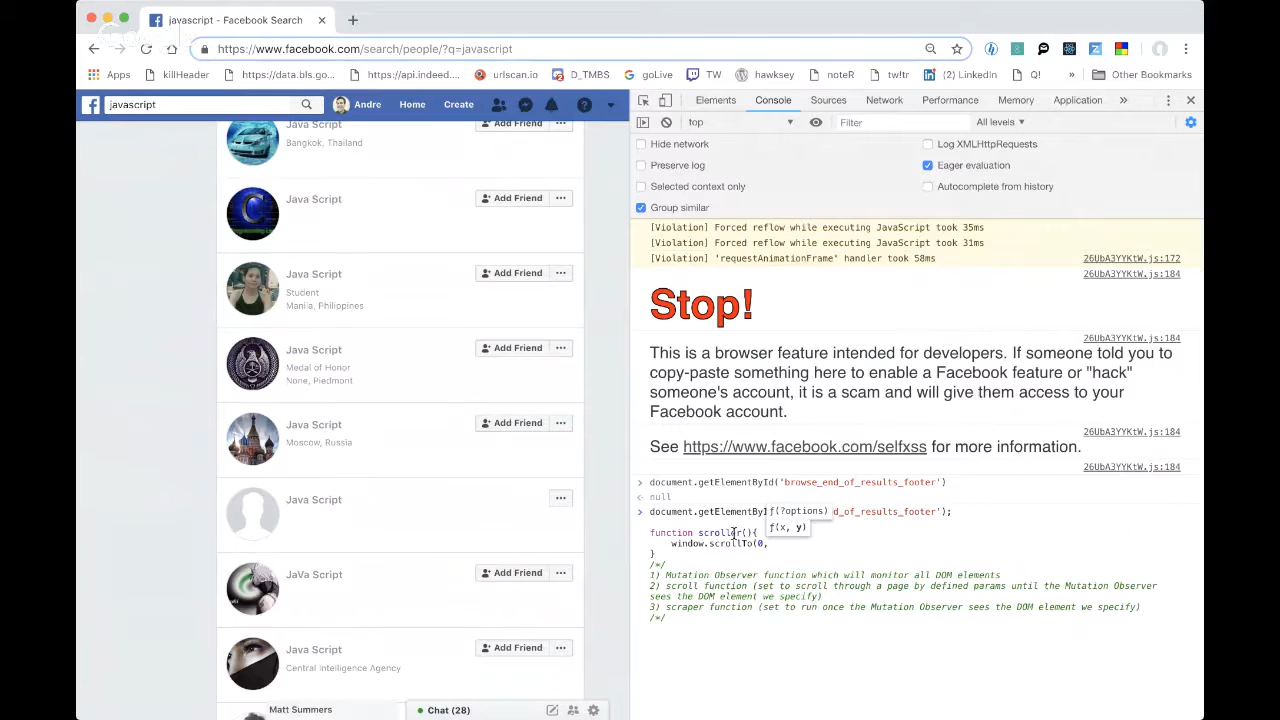 javascript - Facebook Search
https://www.facebook.com/search/people/?q=javascript
Apps killHeader https://data.bls.go... https://api.indeed.... urlscan.io D_TMBS goLive TW hawksey noteR tw!tr (2) LinkedIn Q! » Other Bookmarks
javascript
Andre Home Create
Java Script
Bangkok, Thailand
Add Friend
Java Script
Add Friend
Java Script
Student
Manila, Philippines
Add Friend
Java Script
Medal of Honor
None, Piedmont
Add Friend
Java Script
Moscow, Russia
Add Friend
Java Script
JaVa Script
Add Friend
Java Script
Central Intelligence Agency
Add Friend
Matt Summers
Chat (28)
Elements Console Sources Network Performance Memory Application »
top Filter All levels
Hide network
Log XMLHttpRequests
Preserve log
Eager evaluation
Selected context only
Autocomplete from history
Group similar
[Violation] Forced reflow while executing JavaScript took 35ms
[Violation] Forced reflow while executing JavaScript took 31ms
[Violation] 'requestAnimationFrame' handler took 58ms 26UbA3YYKtW.js:172
26UbA3YYKtW.js:184
Stop!
26UbA3YYKtW.js:184
This is a browser feature intended for developers. If someone told you to
copy-paste something here to enable a Facebook feature or "hack"
someone's account, it is a scam and will give them access to your
Facebook account.
26UbA3YYKtW.js:184
See https://www.facebook.com/selfxss for more information.
26UbA3YYKtW.js:184
document.getElementById('browse_end_of_results_footer')
null
document.getElementBy d_of_results_footer');
ƒ(?options)
ƒ(x, y)
function scroller(){
window.scrollTo(0,
}
/*/
1) Mutation Observer function which will monitor all DOM elements
2) scroll function (set to scroll through a page by defined params until the Mutation Observer
sees the DOM element we specify)
3) scraper function (set to run once the Mutation Observer sees the DOM element we specify)
/*/